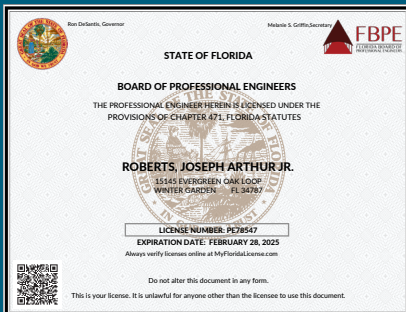 Ron DeSantis, Governor
Melanie S. Griffin,Secretary
FBPE
FLORIDA BOARD OF
PROFESSIONAL ENGINEERS
STATE OF FLORIDA
BOARD OF PROFESSIONAL ENGINEERS
THE PROFESSIONAL ENGINEER HEREIN IS LICENSED UNDER THE
PROVISIONS OF CHAPTER 471, FLORIDA STATUTES
ROBERTS, JOSEPH ARTHUR JR.
15145 EVERGREEN OAK LOOP
WINTER GARDEN FL 34787
LICENSE NUMBER: PE78547
EXPIRATION DATE: FEBRUARY 28, 2025
Always verify licenses online at MyFloridaLicense.com
Do not alter this document in any form.
This is your license. It is unlawful for anyone other than the licensee to use this document.